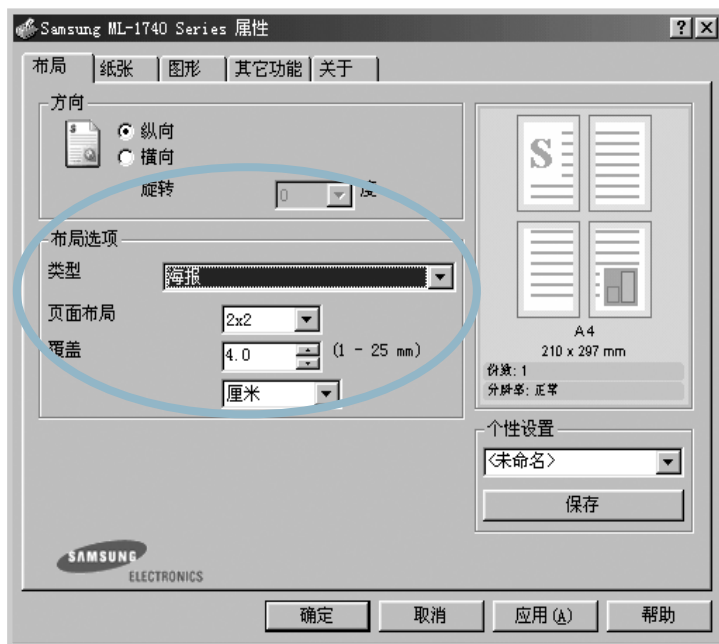 Samsung ML-1740 Series 属性
布局 纸张 图形 其它功能 关于
方向
纵向
横向
旋转 0 度
布局选项
类型 海报
页面布局 2x2
覆盖 4.0 (1 - 25 mm)
厘米
S
A4
210 x 297 mm
份数: 1
分辨率: 正常
个性设置
<未命名>
保存
SAMSUNG
ELECTRONICS
确定 取消 应用(A) 帮助